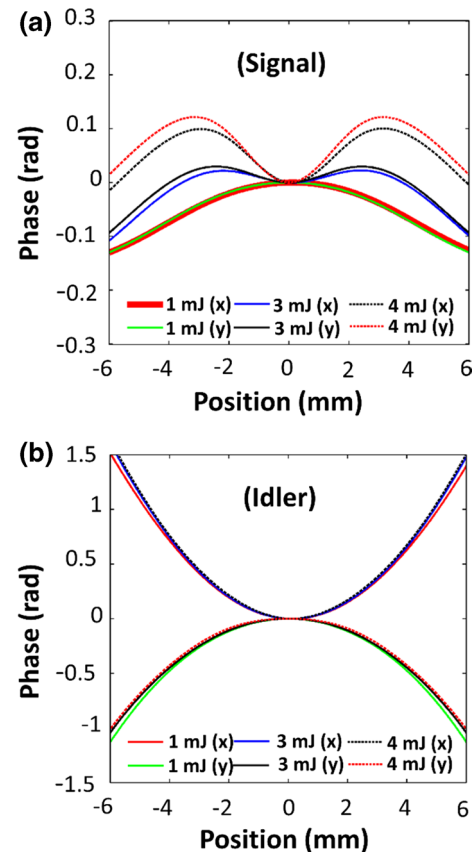 (a)
0.3
0.2
0.1
0
-0.1
-0.2
-0.3
Phase (rad)
(Signal)
1 mJ (x) 3 mJ (x) 4 mJ (x)
1 mJ (y) 3 mJ (y) 4 mJ (y)
-6 -4 -2 0 2 4 6
Position (mm)
(b)
1.5
1
0.5
0
-0.5
-1
-1.5
Phase (rad)
(Idler)
1 mJ (x) 3 mJ (x) 4 mJ (x)
1 mJ (y) 3 mJ (y) 4 mJ (y)
-6 -4 -2 0 2 4 6
Position (mm)